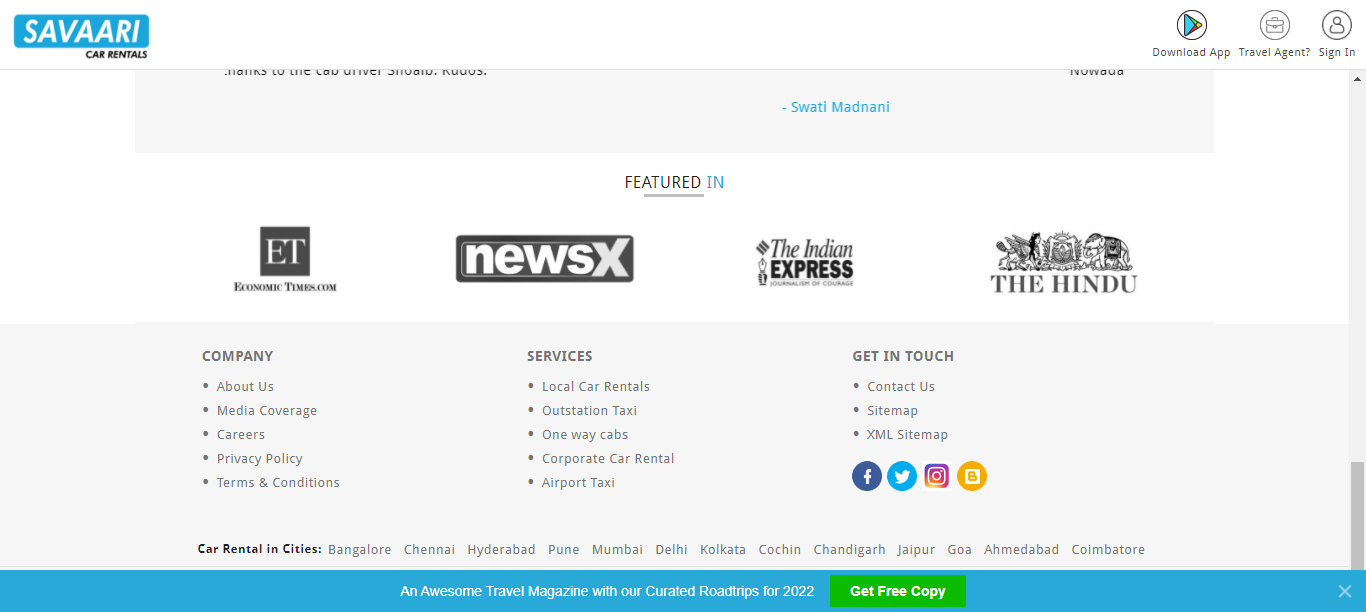 SAVAARI
CAR RENTALS
Download App Travel Agent? Sign In
thanks to the cab driver Shoaib. Kudos. Nowada
- Swati Madnani
FEATURED IN
ET
ECONOMIC TIMES.COM
newsX
The Indian
EXPRESS
JOURNALISM OF COURAGE
THE HINDU
COMPANY
• About Us
• Media Coverage
• Careers
• Privacy Policy
• Terms & Conditions
SERVICES
• Local Car Rentals
• Outstation Taxi
• One way cabs
• Corporate Car Rental
• Airport Taxi
GET IN TOUCH
• Contact Us
• Sitemap
• XML Sitemap
Car Rental in Cities: Bangalore Chennai Hyderabad Pune Mumbai Delhi Kolkata Cochin Chandigarh Jaipur Goa Ahmedabad Coimbatore
An Awesome Travel Magazine with our Curated Roadtrips for 2022 Get Free Copy